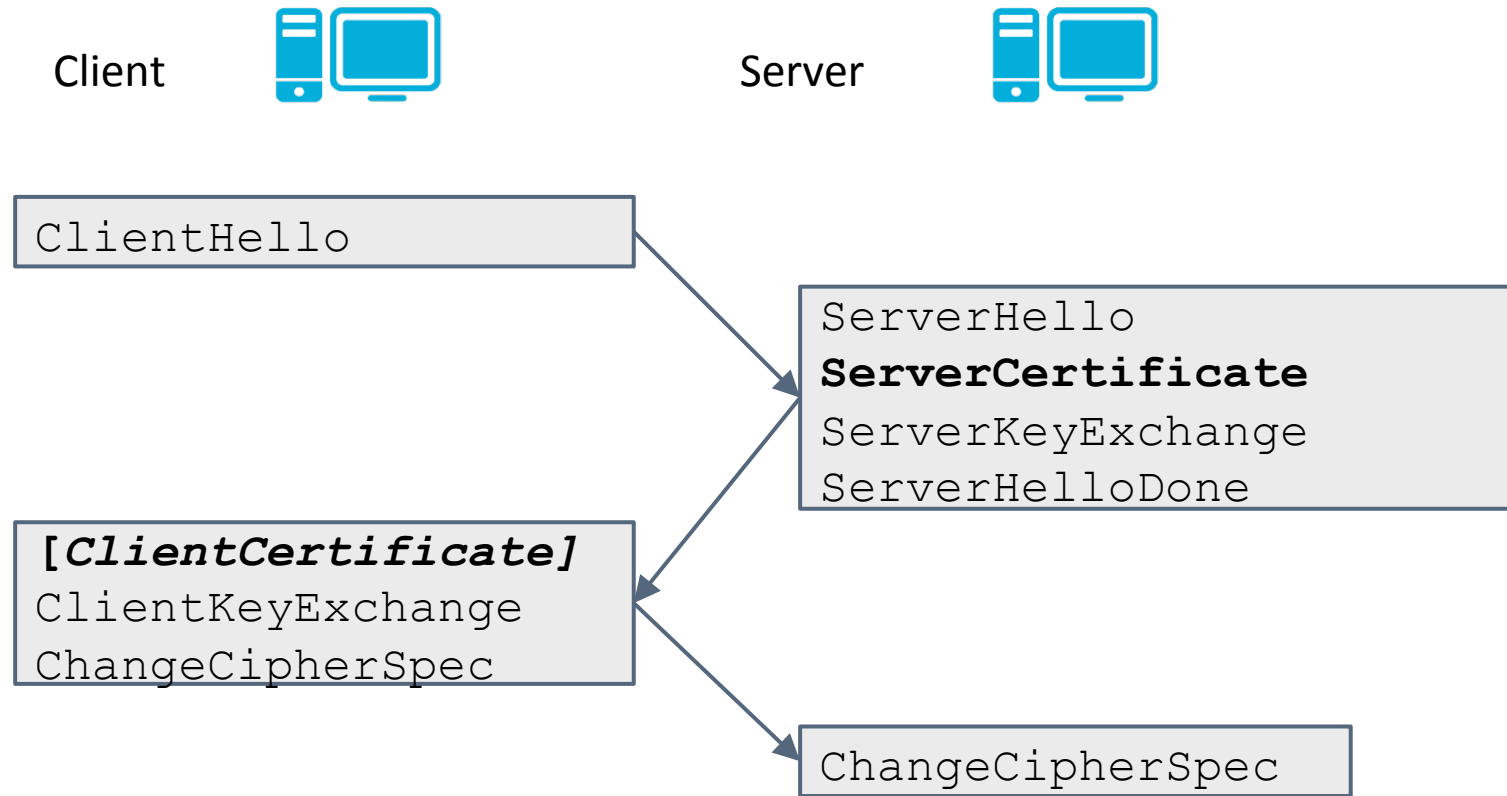 Client
Server
ClientHello
ServerHello
ServerCertificate
ServerKeyExchange
ServerHelloDone
[ClientCertificate]
ClientKeyExchange
ChangeCipherSpec
ChangeCipherSpec